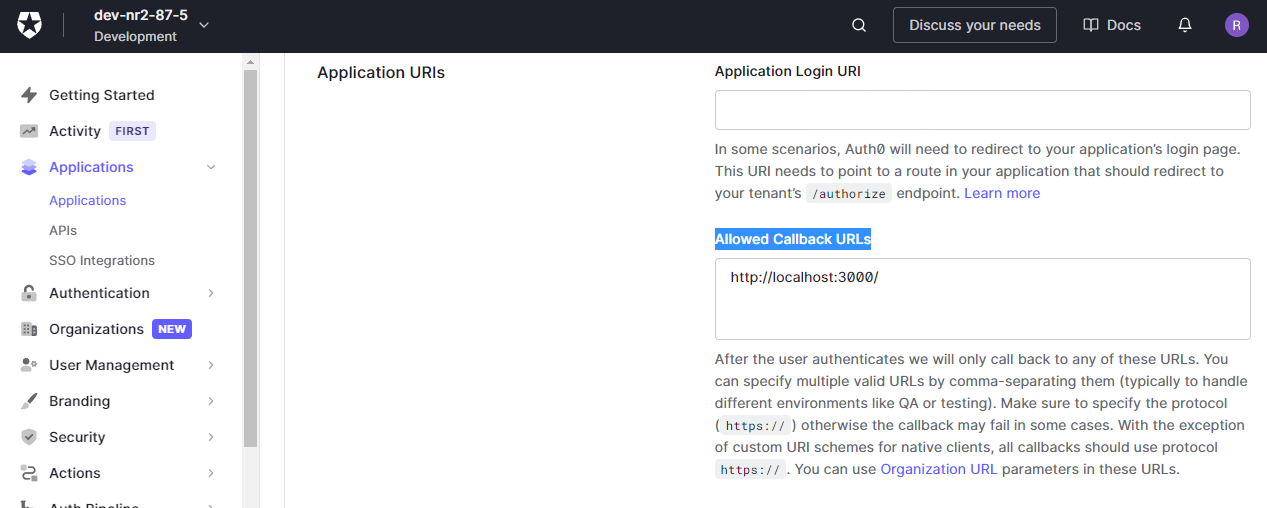 dev-nr2-87-5
Development
Discuss your needs
Docs
R
Getting Started
Activity FIRST
Applications
Applications
APIs
SSO Integrations
Authentication
Organizations NEW
User Management
Branding
Security
Actions
Auth Pipeline
Application URIs
Application Login URI
In some scenarios, Auth0 will need to redirect to your application's login page.
This URI needs to point to a route in your application that should redirect to
your tenant's /authorize endpoint. Learn more
Allowed Callback URLs
http://localhost:3000/
After the user authenticates we will only call back to any of these URLs. You
can specify multiple valid URLs by comma-separating them (typically to handle
different environments like QA or testing). Make sure to specify the protocol
( https:// ) otherwise the callback may fail in some cases. With the exception
of custom URI schemes for native clients, all callbacks should use protocol
https:// . You can use Organization URL parameters in these URLs.